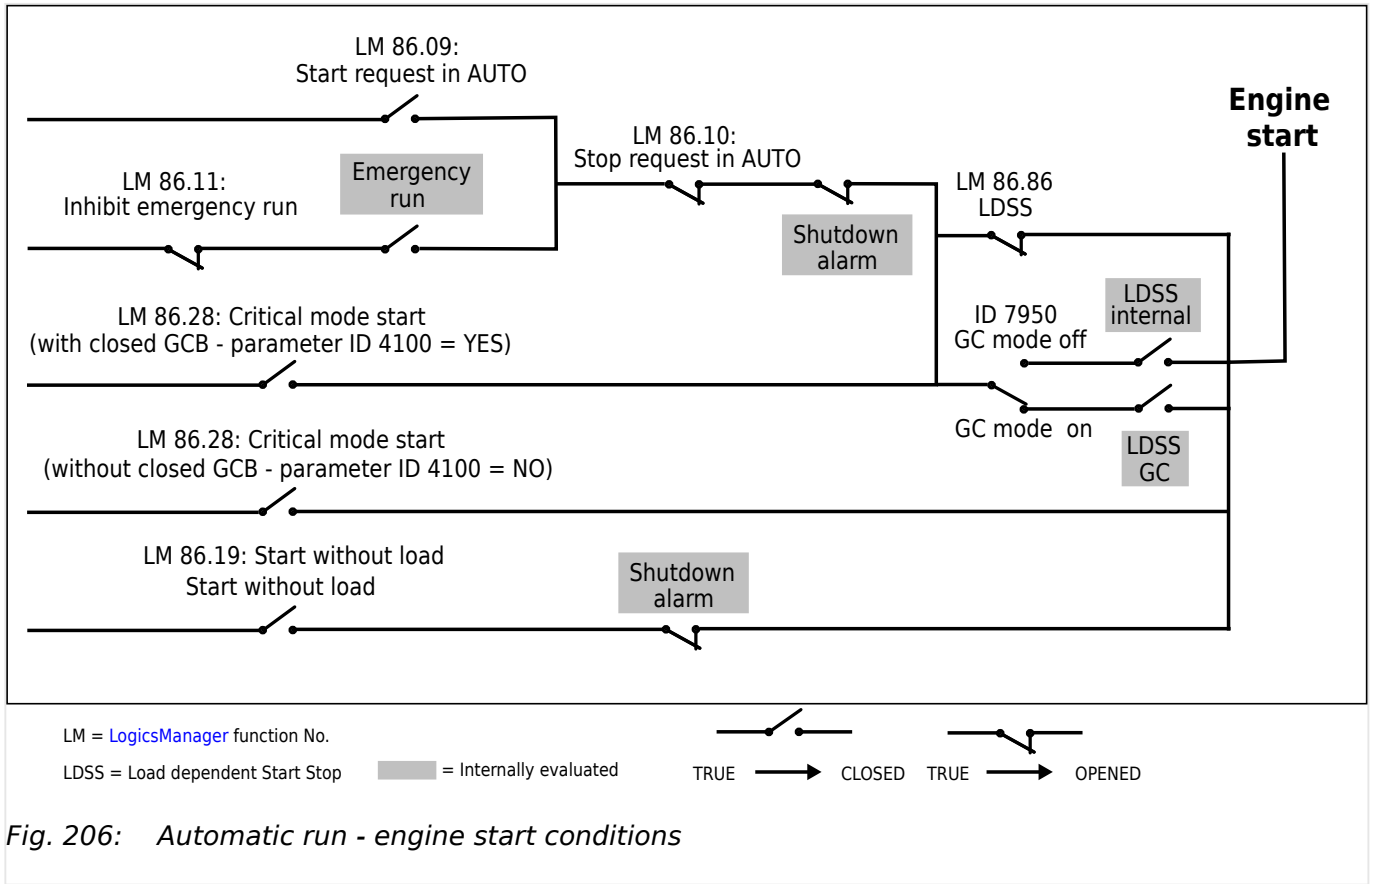 LM 86.09:
Start request in AUTO
Engine
start
LM 86.10:
Stop request in AUTO
LM 86.11:
Inhibit emergency run
Emergency
run
LM 86.86
LDSS
Shutdown
alarm
LM 86.28: Critical mode start
(with closed GCB - parameter ID 4100 = YES)
ID 7950
GC mode off
LDSS
internal
GC mode on
LDSS
GC
LM 86.28: Critical mode start
(without closed GCB - parameter ID 4100 = NO)
LM 86.19: Start without load
Start without load
Shutdown
alarm
LM = LogicsManager function No.
LDSS = Load dependent Start Stop
= Internally evaluated
TRUE CLOSED
TRUE OPENED
Fig. 206: Automatic run - engine start conditions